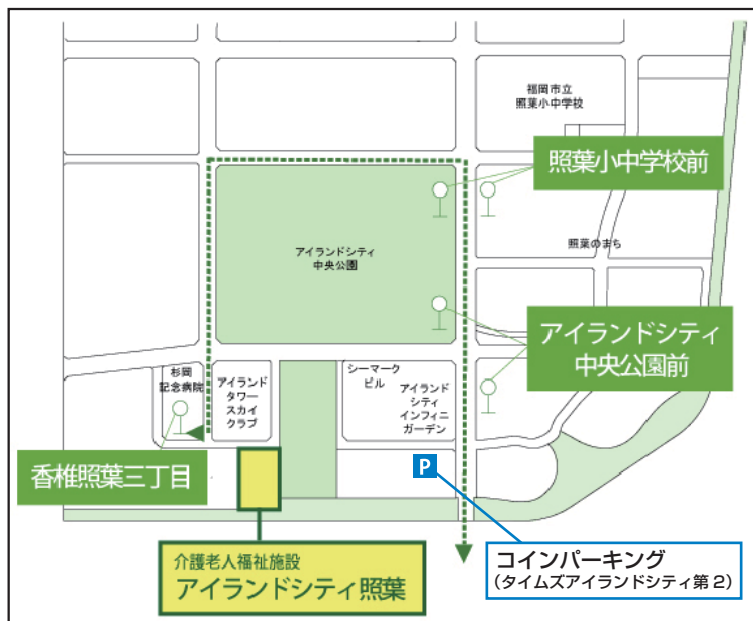 福岡市立
照葉小中学校
照葉小中学校前
照葉のまち
アイランドシティ
中央公園
アイランドシティ
中央公園前
杉岡
記念病院
アイランド
タワー
スカイ
クラブ
シーマーク
ビル
アイランド
シティ
インフィニ
ガーデン
香椎照葉三丁目
P
介護老人福祉施設
アイランドシティ照葉
コインパーキング
(タイムズアイランドシティ第2)